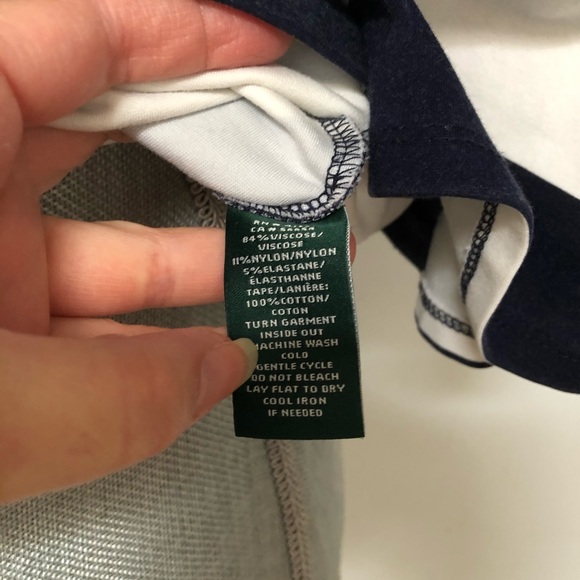 84% VISCOSE/
VISCOSE
11% NYLON/NYLON
5% ELASTANE/
ÉLASTHANNE
TAPE/LANIÈRE:
100% COTTON/
COTON
TURN GARMENT
INSIDE OUT
MACHINE WASH
COLD
GENTLE CYCLE
DO NOT BLEACH
LAY FLAT TO DRY
COOL IRON
IF NEEDED